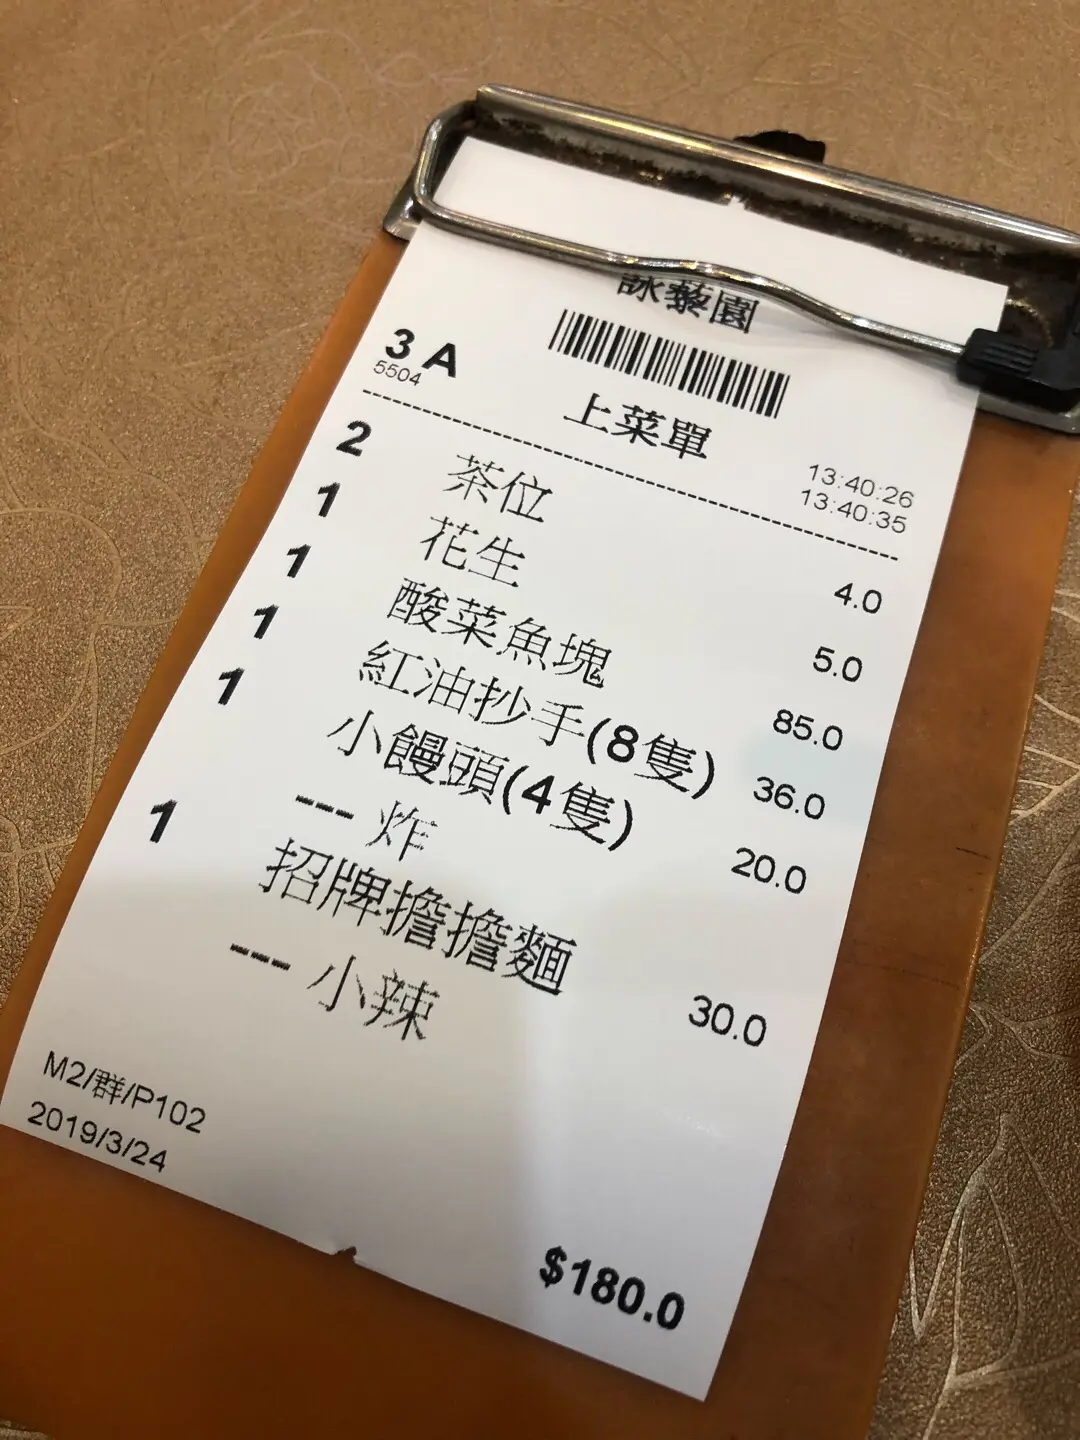 詠藜園
3 A
5504
上菜單
13:40:26
13:40:35
2 茶位 4.0
1 花生 5.0
1 酸菜魚塊 85.0
1 紅油抄手(8隻) 36.0
1 小饅頭(4隻) 20.0
--- 炸
1 招牌擔擔麵 30.0
--- 小辣
M2/群/P102
2019/3/24
$180.0